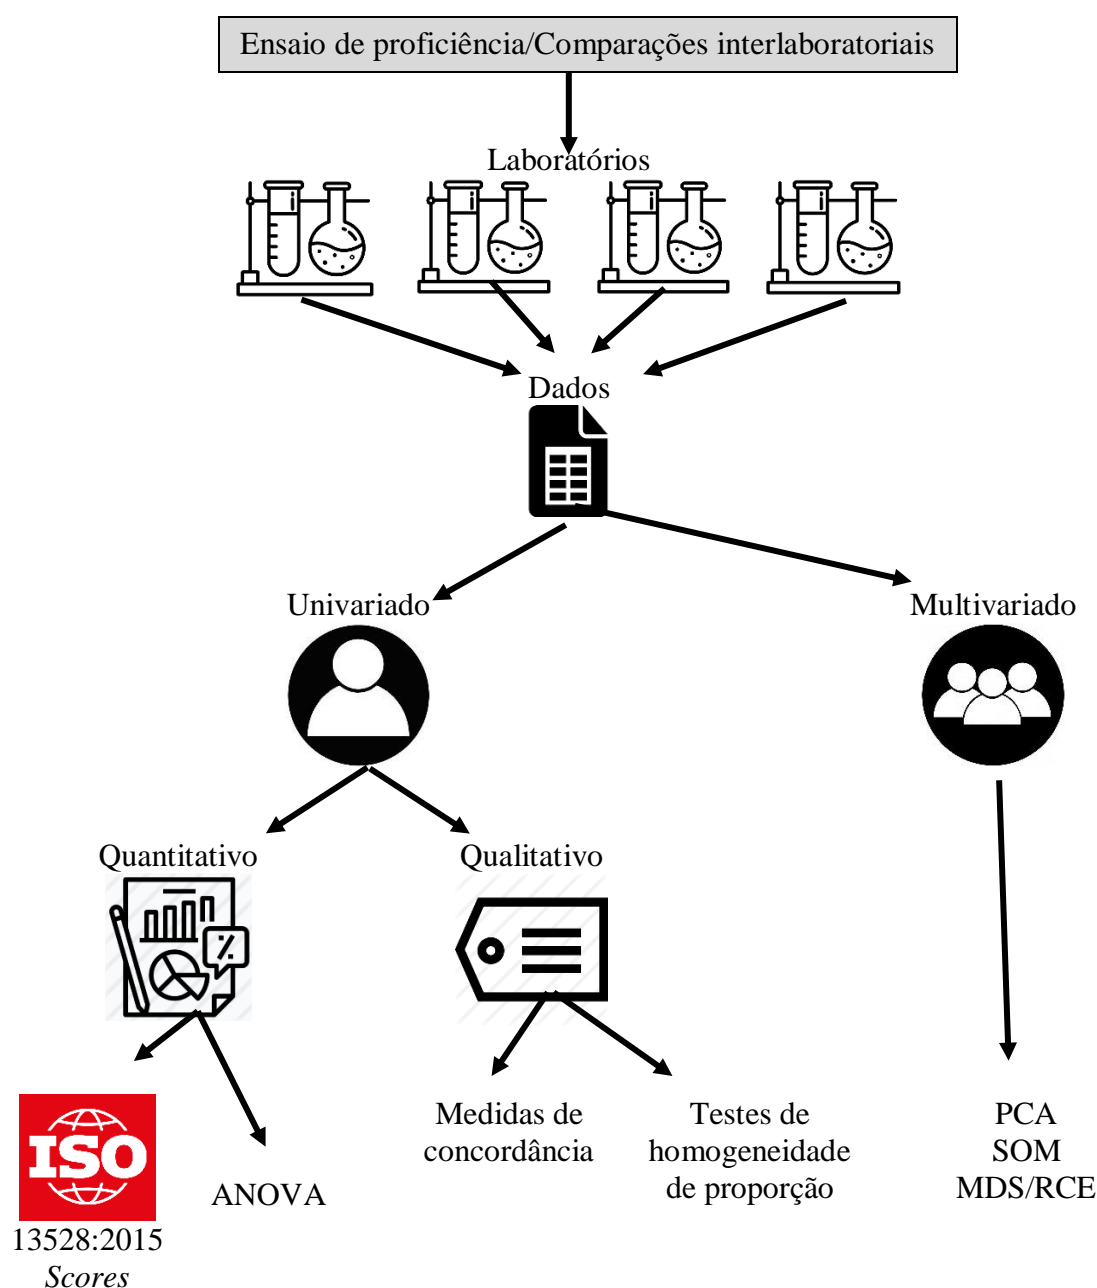 Ensaio de proficiência/Comparações interlaboratoriais
Laboratórios
Dados
Univariado
Multivariado
Quantitativo
Qualitativo
%
ISO
13528:2015
Scores
ANOVA
Medidas de
concordância
Testes de
homogeneidade
de proporção
PCA
SOM
MDS/RCE